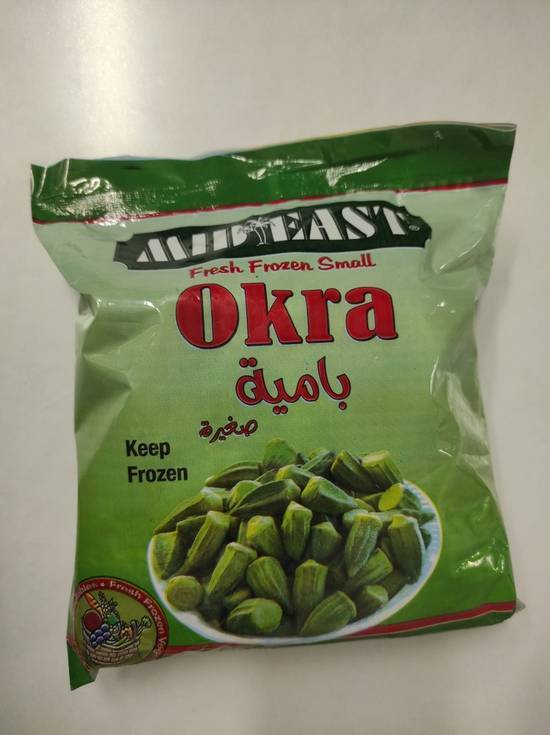 MID EAST®
Fresh Frozen Small
Okra
بامية
صغيرة
Keep
Frozen
Fresh Frozen